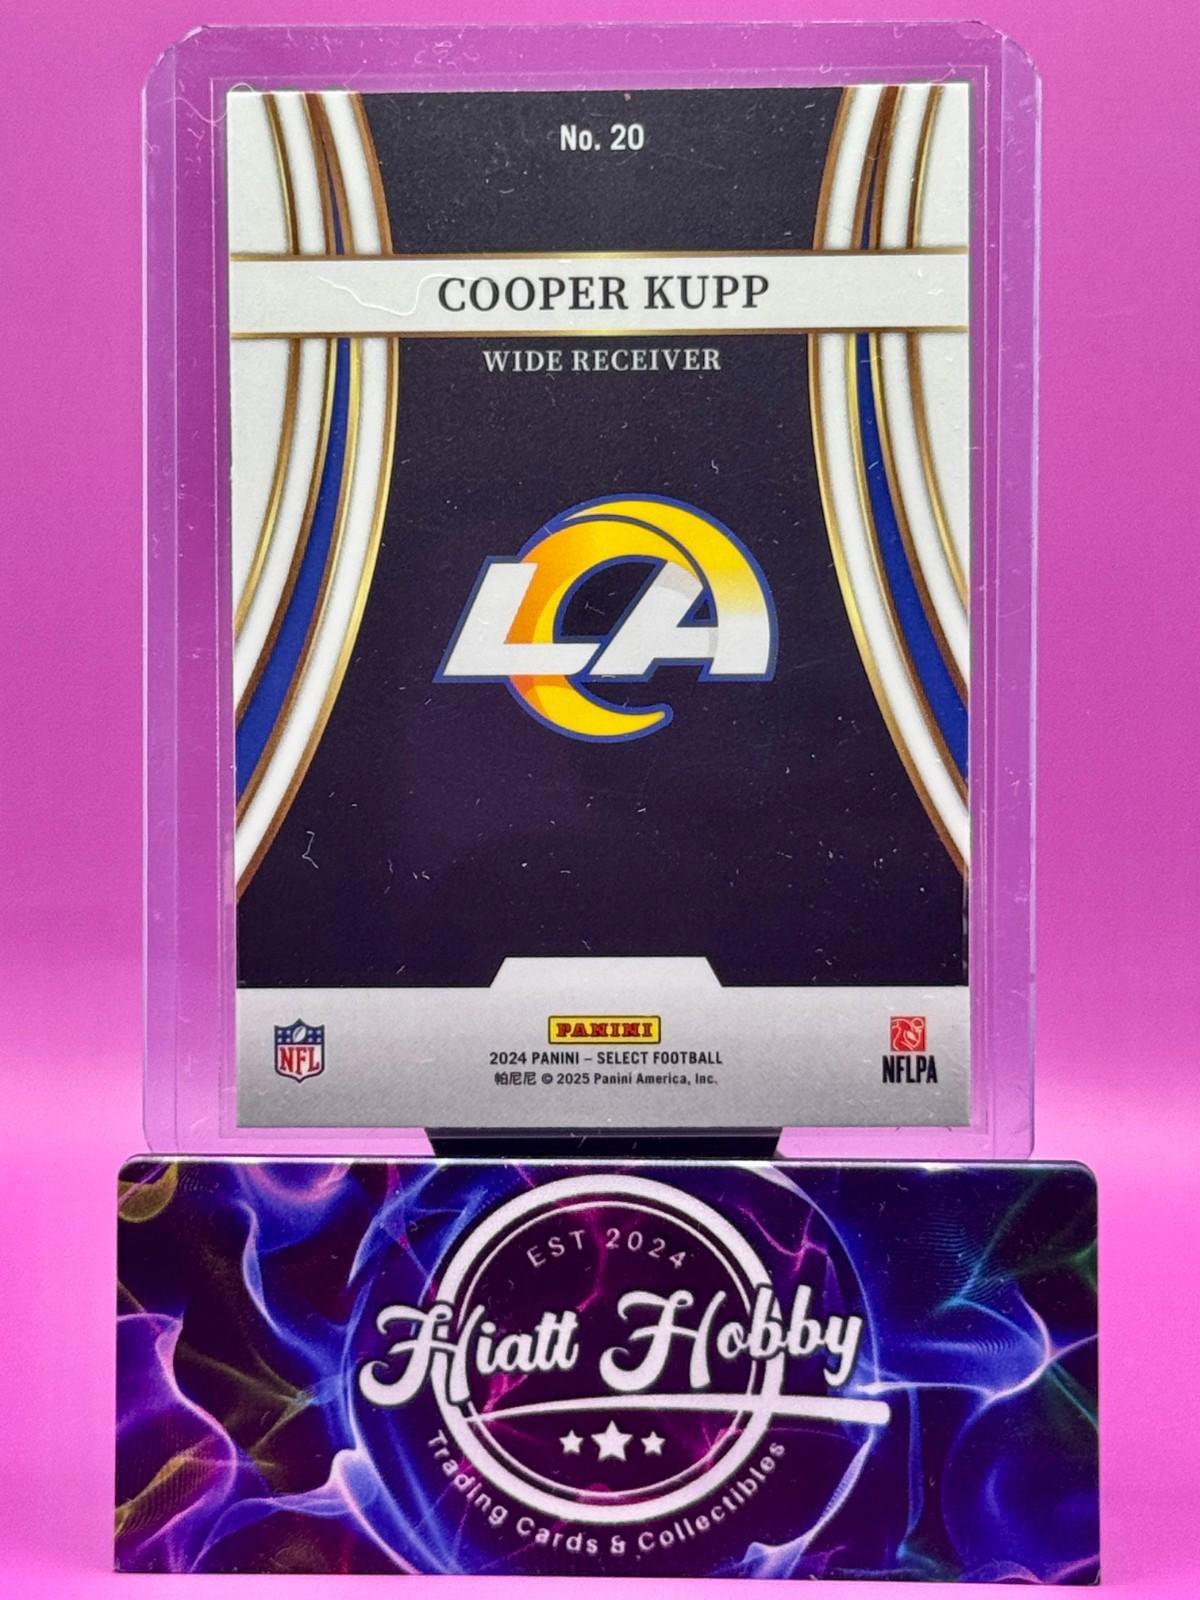 No. 20
COOPER KUPP
WIDE RECEIVER
LA
PANINI
NFL
2024 PANINI – SELECT FOOTBALL
帕尼尼 © 2025 Panini America, Inc.
NFLPA
EST 2024
Hiatt Hobby
Trading Cards & Collectibles